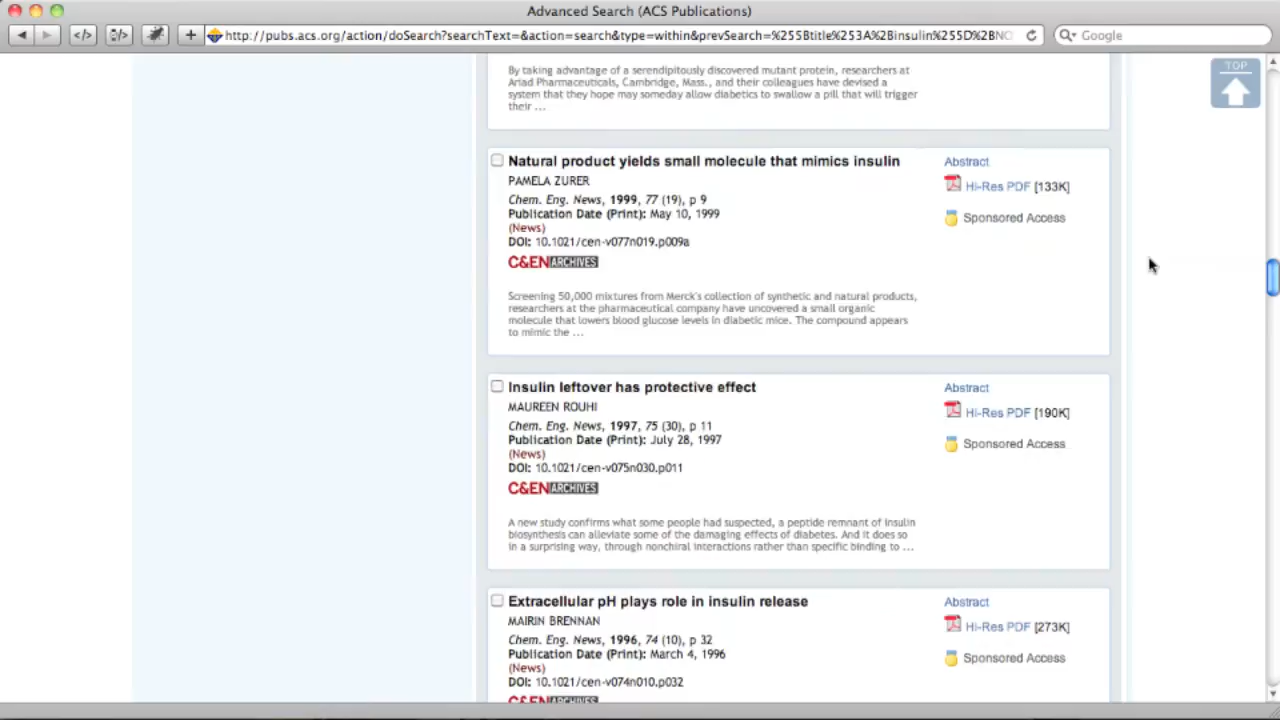 Advanced Search (ACS Publications)
http://pubs.acs.org/action/doSearch?searchText=&action=search&type=within&prevSearch=%255Btitle%253A%2Binsulin%255D%2BNO
Google
TOP
By taking advantage of a serendipitously discovered mutant protein, researchers at
Ariad Pharmaceuticals, Cambridge, Mass., and their colleagues have devised a
system that they hope may someday allow diabetics to swallow a pill that will trigger
their ...
Natural product yields small molecule that mimics insulin
Abstract
PAMELA ZURER
Hi-Res PDF [133K]
Chem. Eng. News, 1999, 77 (19), p 9
Publication Date (Print): May 10, 1999
Sponsored Access
(News)
DOI: 10.1021/cen-v077n019.p009a
C&EN ARCHIVES
Screening 50,000 mixtures from Merck's collection of synthetic and natural products,
researchers at the pharmaceutical company have uncovered a small organic
molecule that lowers blood glucose levels in diabetic mice. The compound appears
to mimic the ...
Insulin leftover has protective effect
Abstract
MAUREEN ROUHI
Hi-Res PDF [190K]
Chem. Eng. News, 1997, 75 (30), p 11
Publication Date (Print): July 28, 1997
Sponsored Access
(News)
DOI: 10.1021/cen-v075n030.p011
C&EN ARCHIVES
A new study confirms what some people had suspected, a peptide remnant of insulin
biosynthesis can alleviate some of the damaging effects of diabetes. And it does so
in a surprising way, through nonchiral interactions rather than specific binding to ...
Extracellular pH plays role in insulin release
Abstract
MAIRIN BRENNAN
Hi-Res PDF [273K]
Chem. Eng. News, 1996, 74 (10), p 32
Publication Date (Print): March 4, 1996
Sponsored Access
(News)
DOI: 10.1021/cen-v074n010.p032
C&EN ARCHIVES